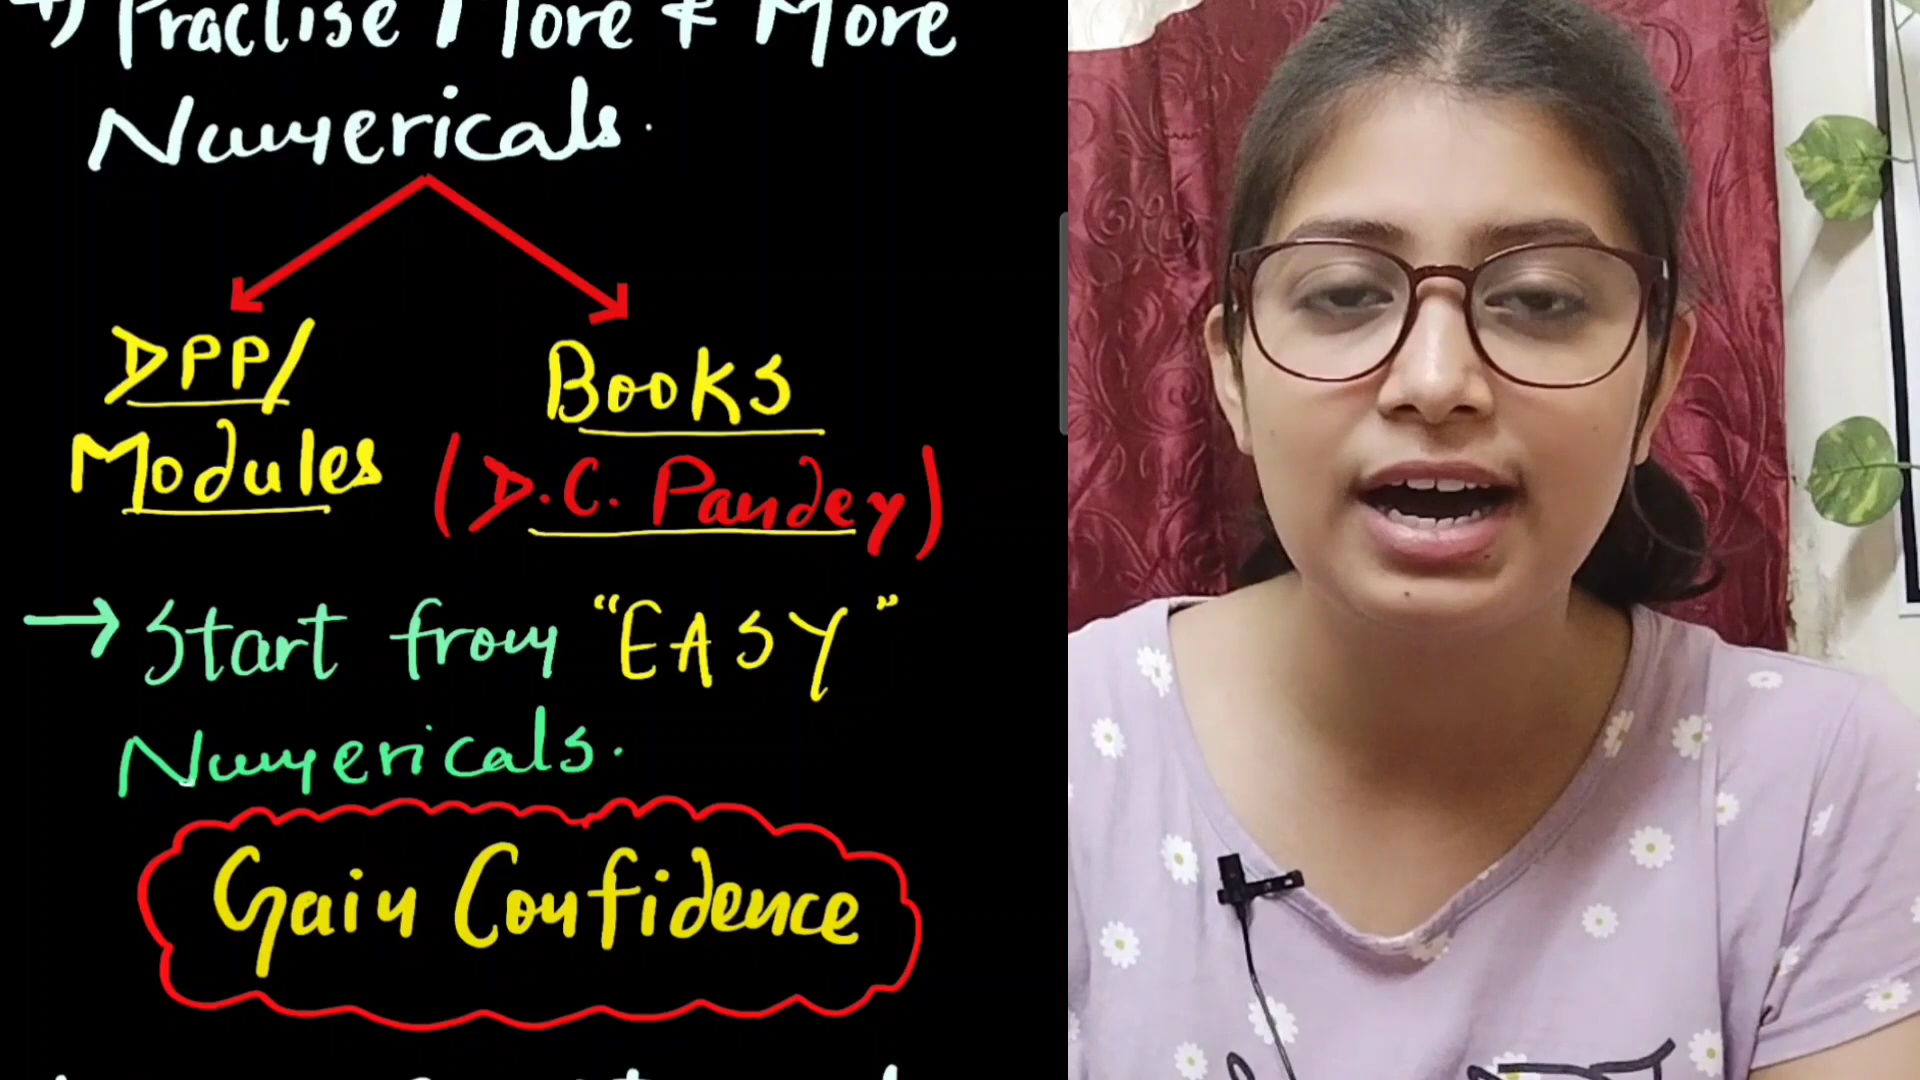 → Practise More & More
Numericals.
DPP/
Modules
Books
(D.C. Pandey)
→ Start from "EASY"
Numericals.
Gain Confidence